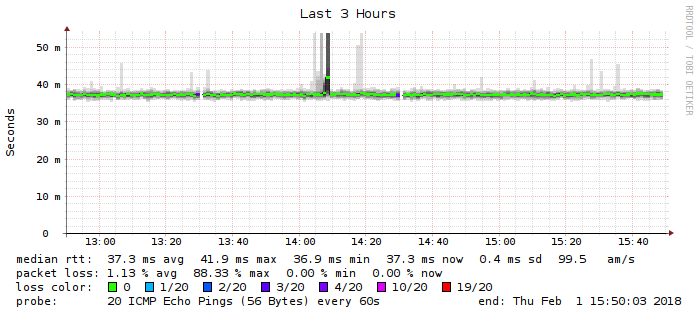 Last 3 Hours
RRDTOOL / TOBI OETIKER
Seconds
50 m
40 m
30 m
20 m
10 m
0
13:00 13:20 13:40 14:00 14:20 14:40 15:00 15:20 15:40
median rtt: 37.3 ms avg 41.9 ms max 36.9 ms min 37.3 ms now 0.4 ms sd 99.5 am/s
packet loss: 1.13 % avg 88.33 % max 0.00 % min 0.00 % now
loss color: 0 1/20 2/20 3/20 4/20 10/20 19/20
probe: 20 ICMP Echo Pings (56 Bytes) every 60s end: Thu Feb 1 15:50:03 2018